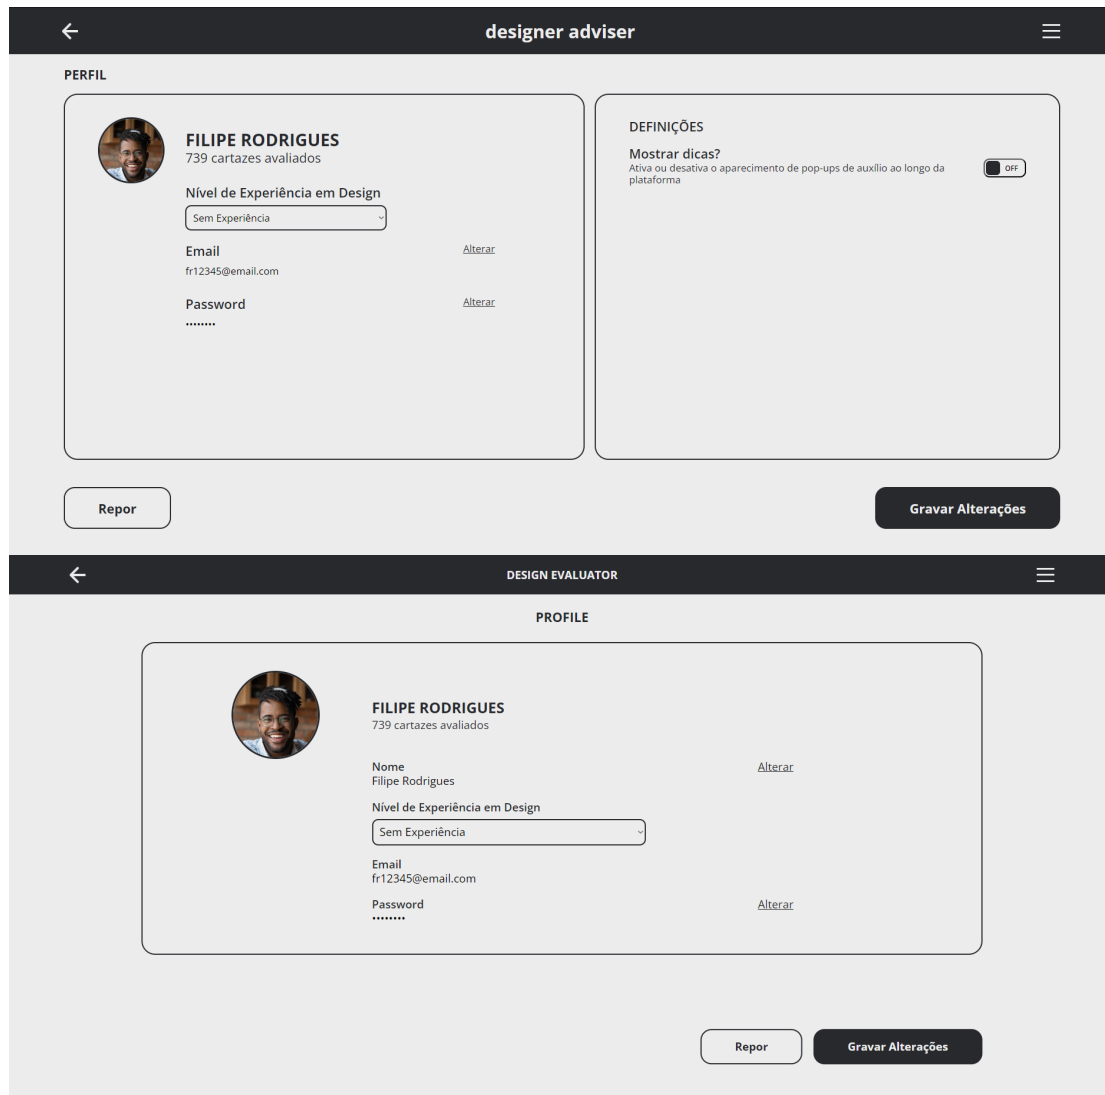 designer adviser
PERFIL
FILIPE RODRIGUES
739 cartazes avaliados
Nível de Experiência em Design
Sem Experiência
Email
Alterar
fr12345@email.com
Password
Alterar
••••••••
DEFINIÇÕES
Mostrar dicas?
Ativa ou desativa o aparecimento de pop-ups de auxílio ao longo da
plataforma
OFF
Repor
Gravar Alterações
DESIGN EVALUATOR
PROFILE
FILIPE RODRIGUES
739 cartazes avaliados
Nome
Alterar
Filipe Rodrigues
Nível de Experiência em Design
Sem Experiência
Email
fr12345@email.com
Password
Alterar
••••••••
Repor
Gravar Alterações